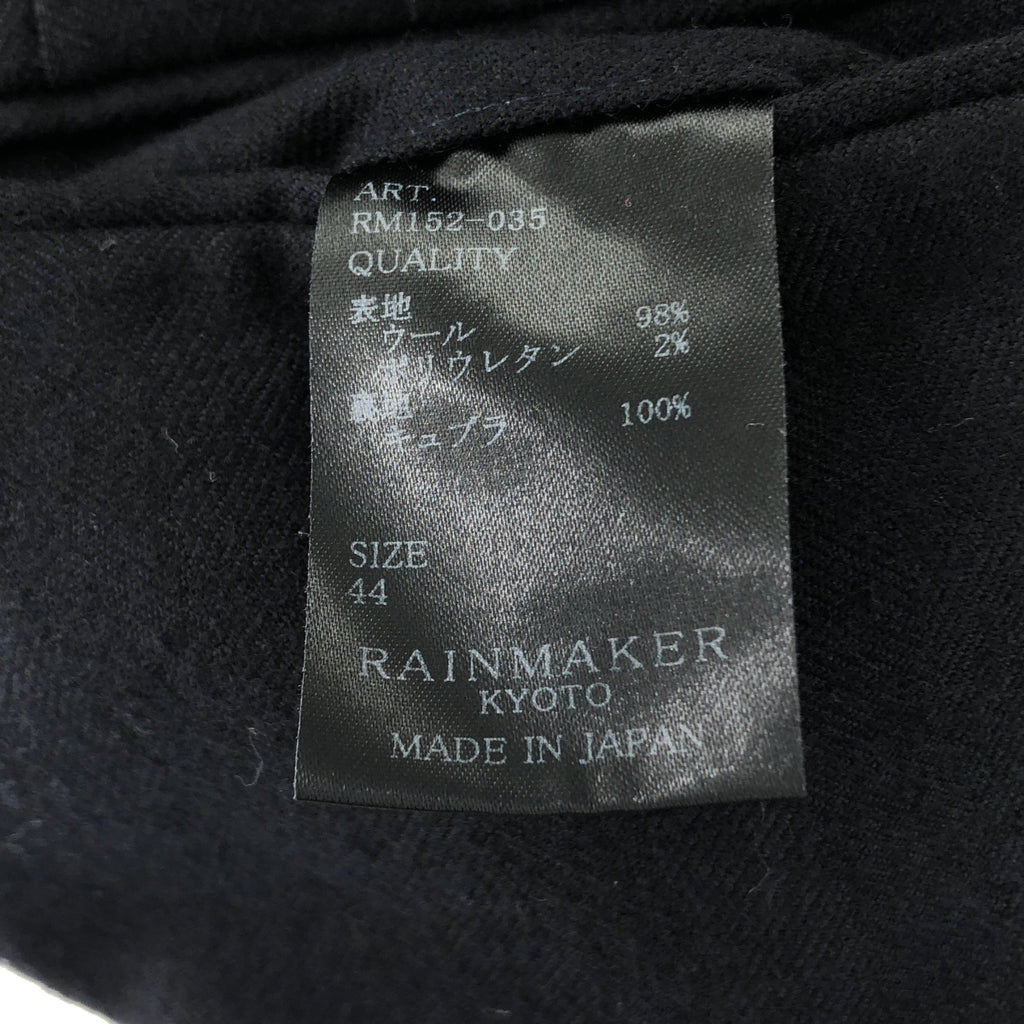 ART.
RM152-035
QUALITY
表地
ウール 98%
ポリウレタン 2%
裏地
キュプラ 100%
SIZE
44
RAINMAKER
KYOTO
MADE IN JAPAN